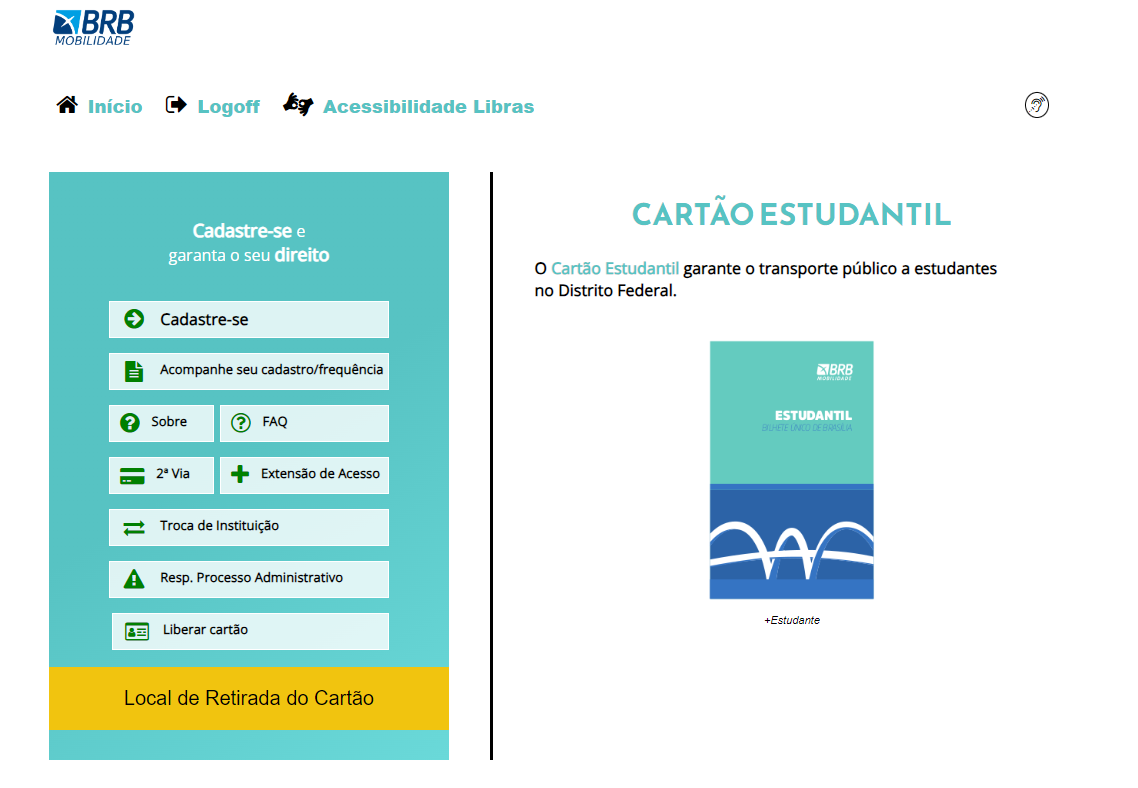 BRB
MOBILIDADE
Início
Logoff
Acessibilidade Libras
Cadastre-se e
garanta o seu direito
Cadastre-se
Acompanhe seu cadastro/frequência
Sobre
FAQ
2ª Via
Extensão de Acesso
Troca de Instituição
Resp. Processo Administrativo
Liberar cartão
Local de Retirada do Cartão
CARTÃO ESTUDANTIL
O Cartão Estudantil garante o transporte público a estudantes
no Distrito Federal.
BRB
MOBILIDADE
ESTUDANTIL
BILHETE ÚNICO DE BRASÍLIA
+Estudante